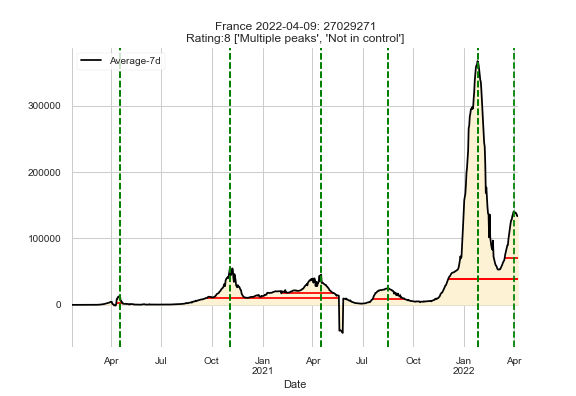 France 2022-04-09: 27029271
Rating:8 ['Multiple peaks', 'Not in control']
Average-7d
300000
200000
100000
0
Apr
Jul
Oct
Jan
2021
Apr
Jul
Oct
Jan
2022
Apr
Date